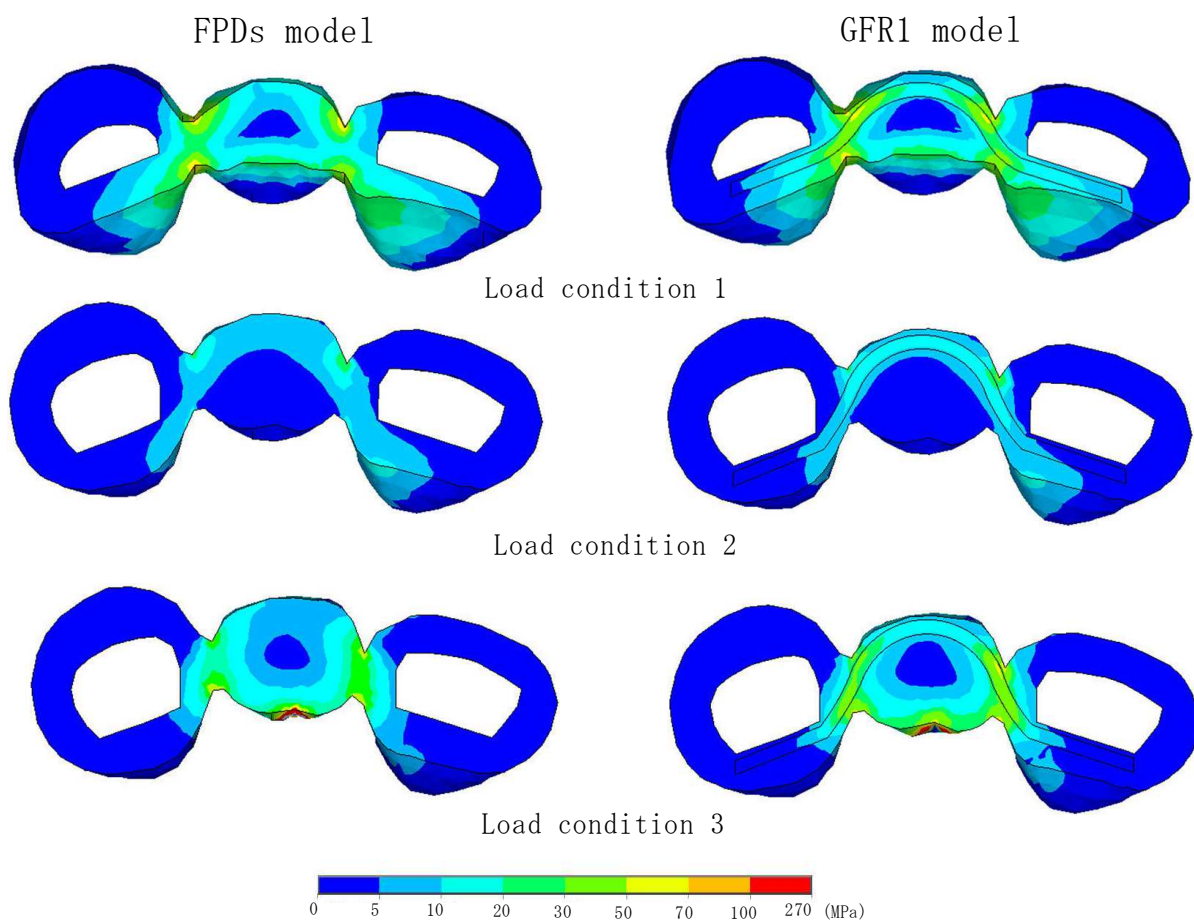 FPDs model GFR1 model
Load condition 1
Load condition 2
Load condition 3
0 5 10 20 30 50 70 100 270 (MPa)